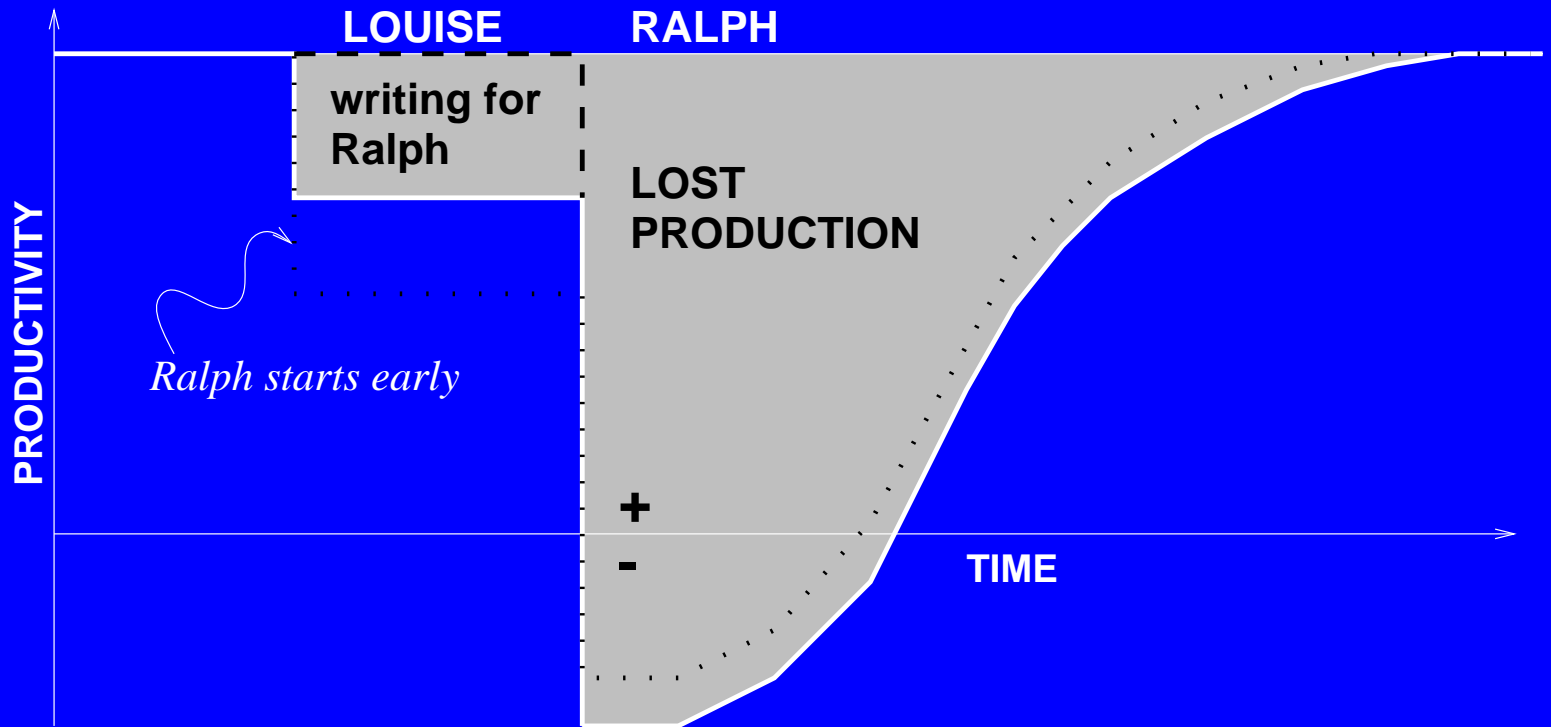 LOUISE
RALPH
writing for
Ralph
LOST
PRODUCTION
PRODUCTIVITY
Ralph starts early
+
-
TIME